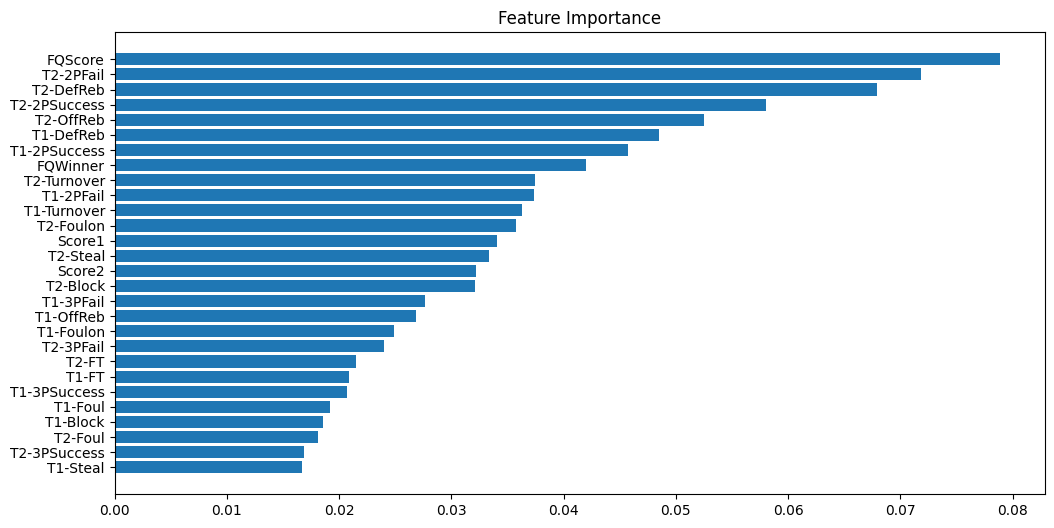 Feature Importance
FQScore
T2-2PFail
T2-DefReb
T2-2PSuccess
T2-OffReb
T1-DefReb
T1-2PSuccess
FQWinner
T2-Turnover
T1-2PFail
T1-Turnover
T2-Foulon
Score1
T2-Steal
Score2
T2-Block
T1-3PFail
T1-OffReb
T1-Foulon
T2-3PFail
T2-FT
T1-FT
T1-3PSuccess
T1-Foul
T1-Block
T2-Foul
T2-3PSuccess
T1-Steal
0.00 0.01 0.02 0.03 0.04 0.05 0.06 0.07 0.08